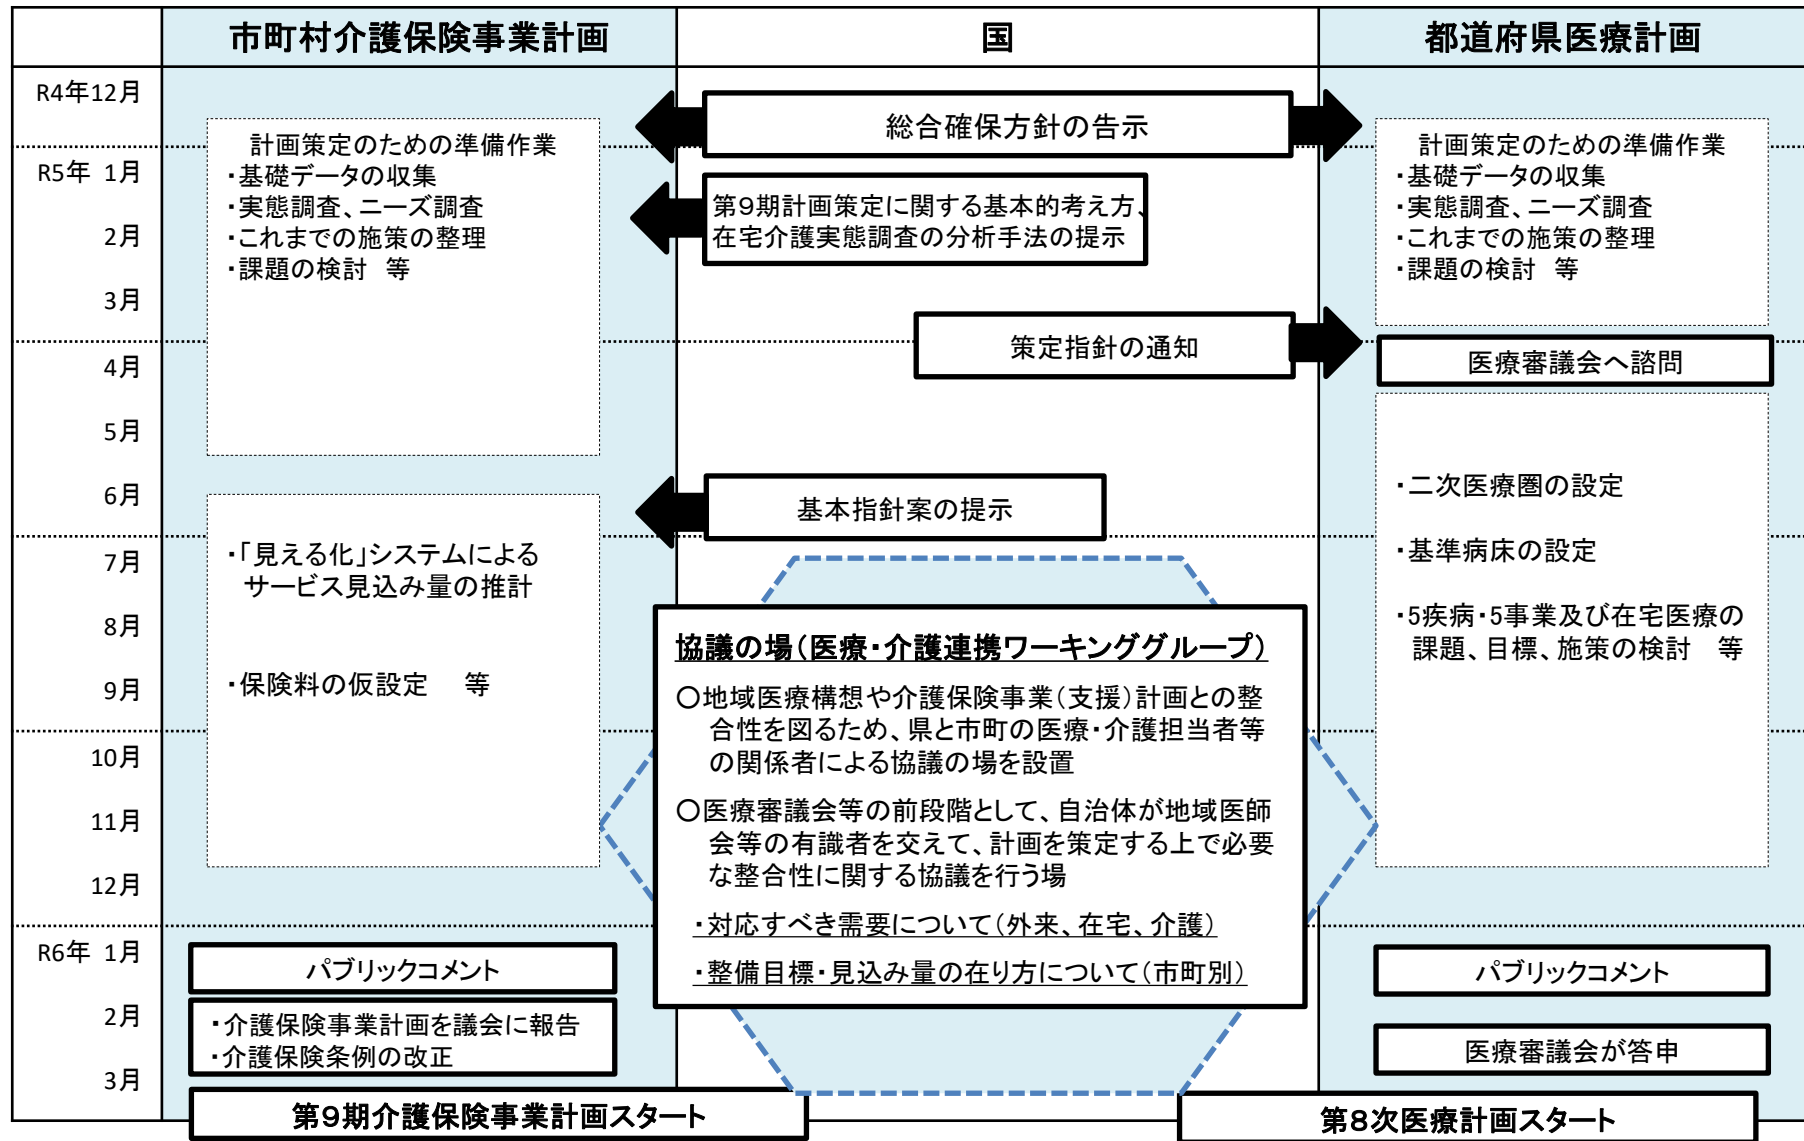 市町村介護保険事業計画
国
都道府県医療計画
R4年12月
R5年 1月
2月
3月
4月
5月
6月
7月
8月
9月
10月
11月
12月
R6年 1月
2月
3月
計画策定のための準備作業
・基礎データの収集
・実態調査、ニーズ調査
・これまでの施策の整理
・課題の検討 等
・「見える化」システムによる
サービス見込み量の推計
・保険料の仮設定 等
パブリックコメント
・介護保険事業計画を議会に報告
・介護保険条例の改正
第9期介護保険事業計画スタート
総合確保方針の告示
第9期計画策定に関する基本的考え方、
在宅介護実態調査の分析手法の提示
策定指針の通知
基本指針案の提示
協議の場(医療・介護連携ワーキンググループ)
○地域医療構想や介護保険事業(支援)計画との整
合性を図るため、県と市町の医療・介護担当者等
の関係者による協議の場を設置
○医療審議会等の前段階として、自治体が地域医師
会等の有識者を交えて、計画を策定する上で必要
な整合性に関する協議を行う場
・対応すべき需要について(外来、在宅、介護)
・整備目標・見込み量の在り方について(市町別)
計画策定のための準備作業
・基礎データの収集
・実態調査、ニーズ調査
・これまでの施策の整理
・課題の検討 等
医療審議会へ諮問
・二次医療圏の設定
・基準病床の設定
・5疾病・5事業及び在宅医療の
課題、目標、施策の検討 等
パブリックコメント
医療審議会が答申
第8次医療計画スタート